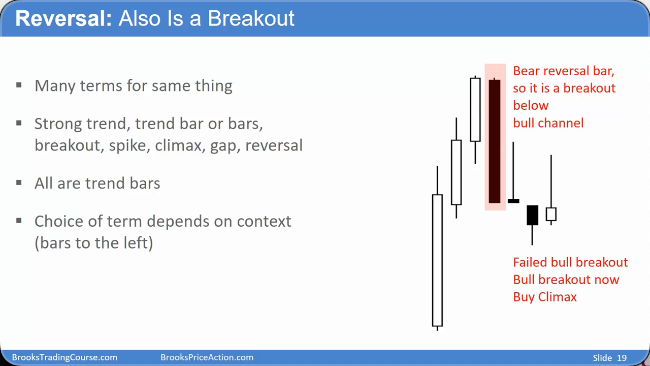 Reversal: Also Is a Breakout
Many terms for same thing
Strong trend, trend bar or bars,
breakout, spike, climax, gap, reversal
All are trend bars
Choice of term depends on context
(bars to the left)
Bear reversal bar,
so it is a breakout
below
bull channel
Failed bull breakout
Bull breakout now
Buy Climax
BrooksTradingCourse.com
BrooksPriceAction.com
Slide 19